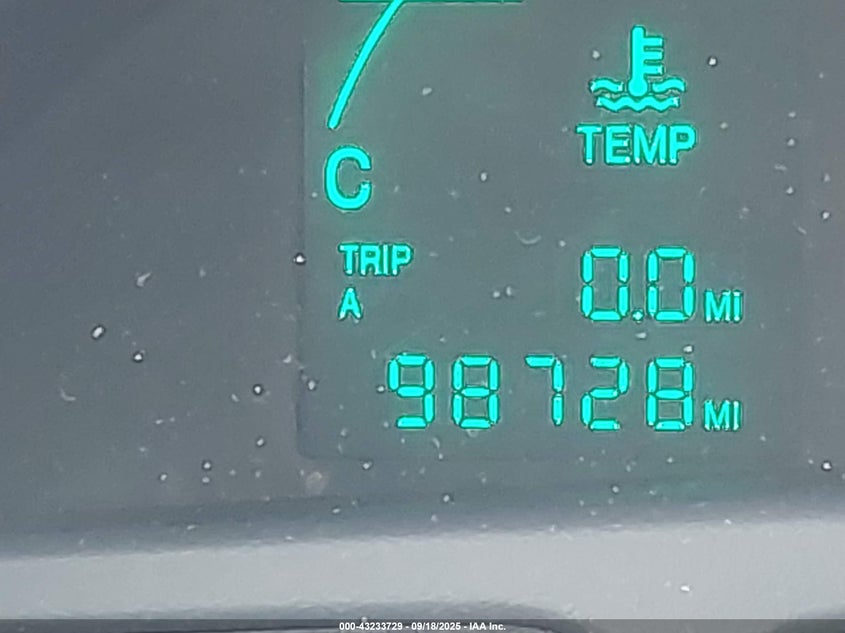 C
TEMP
TRIP
A
0.0 MI
98728 MI
000-43233729 - 09/18/2025 - IAA Inc.